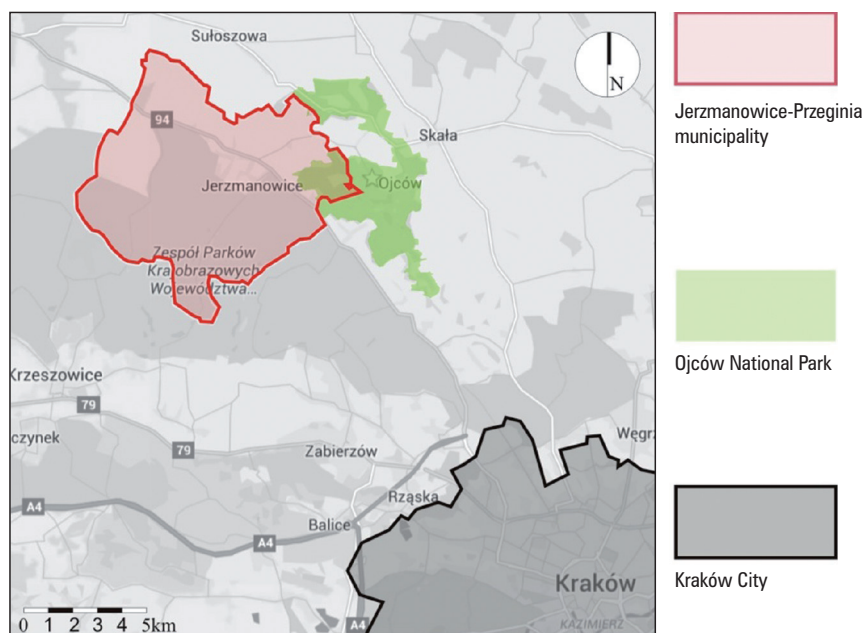 Sułoszowa
N
94
Skała
Jerzmanowice
Ojców
Zespół Parków
Krajobrazowych
Województwa...
Krzeszowice
79
czynek
79
Zabierzów
Węgrz
Rząska
A4
Balice
A4
Kraków
A4
KAZIMIERZ
0 1 2 3 4 5km
Jerzmanowice-Przeginia
municipality
Ojców National Park
Kraków City